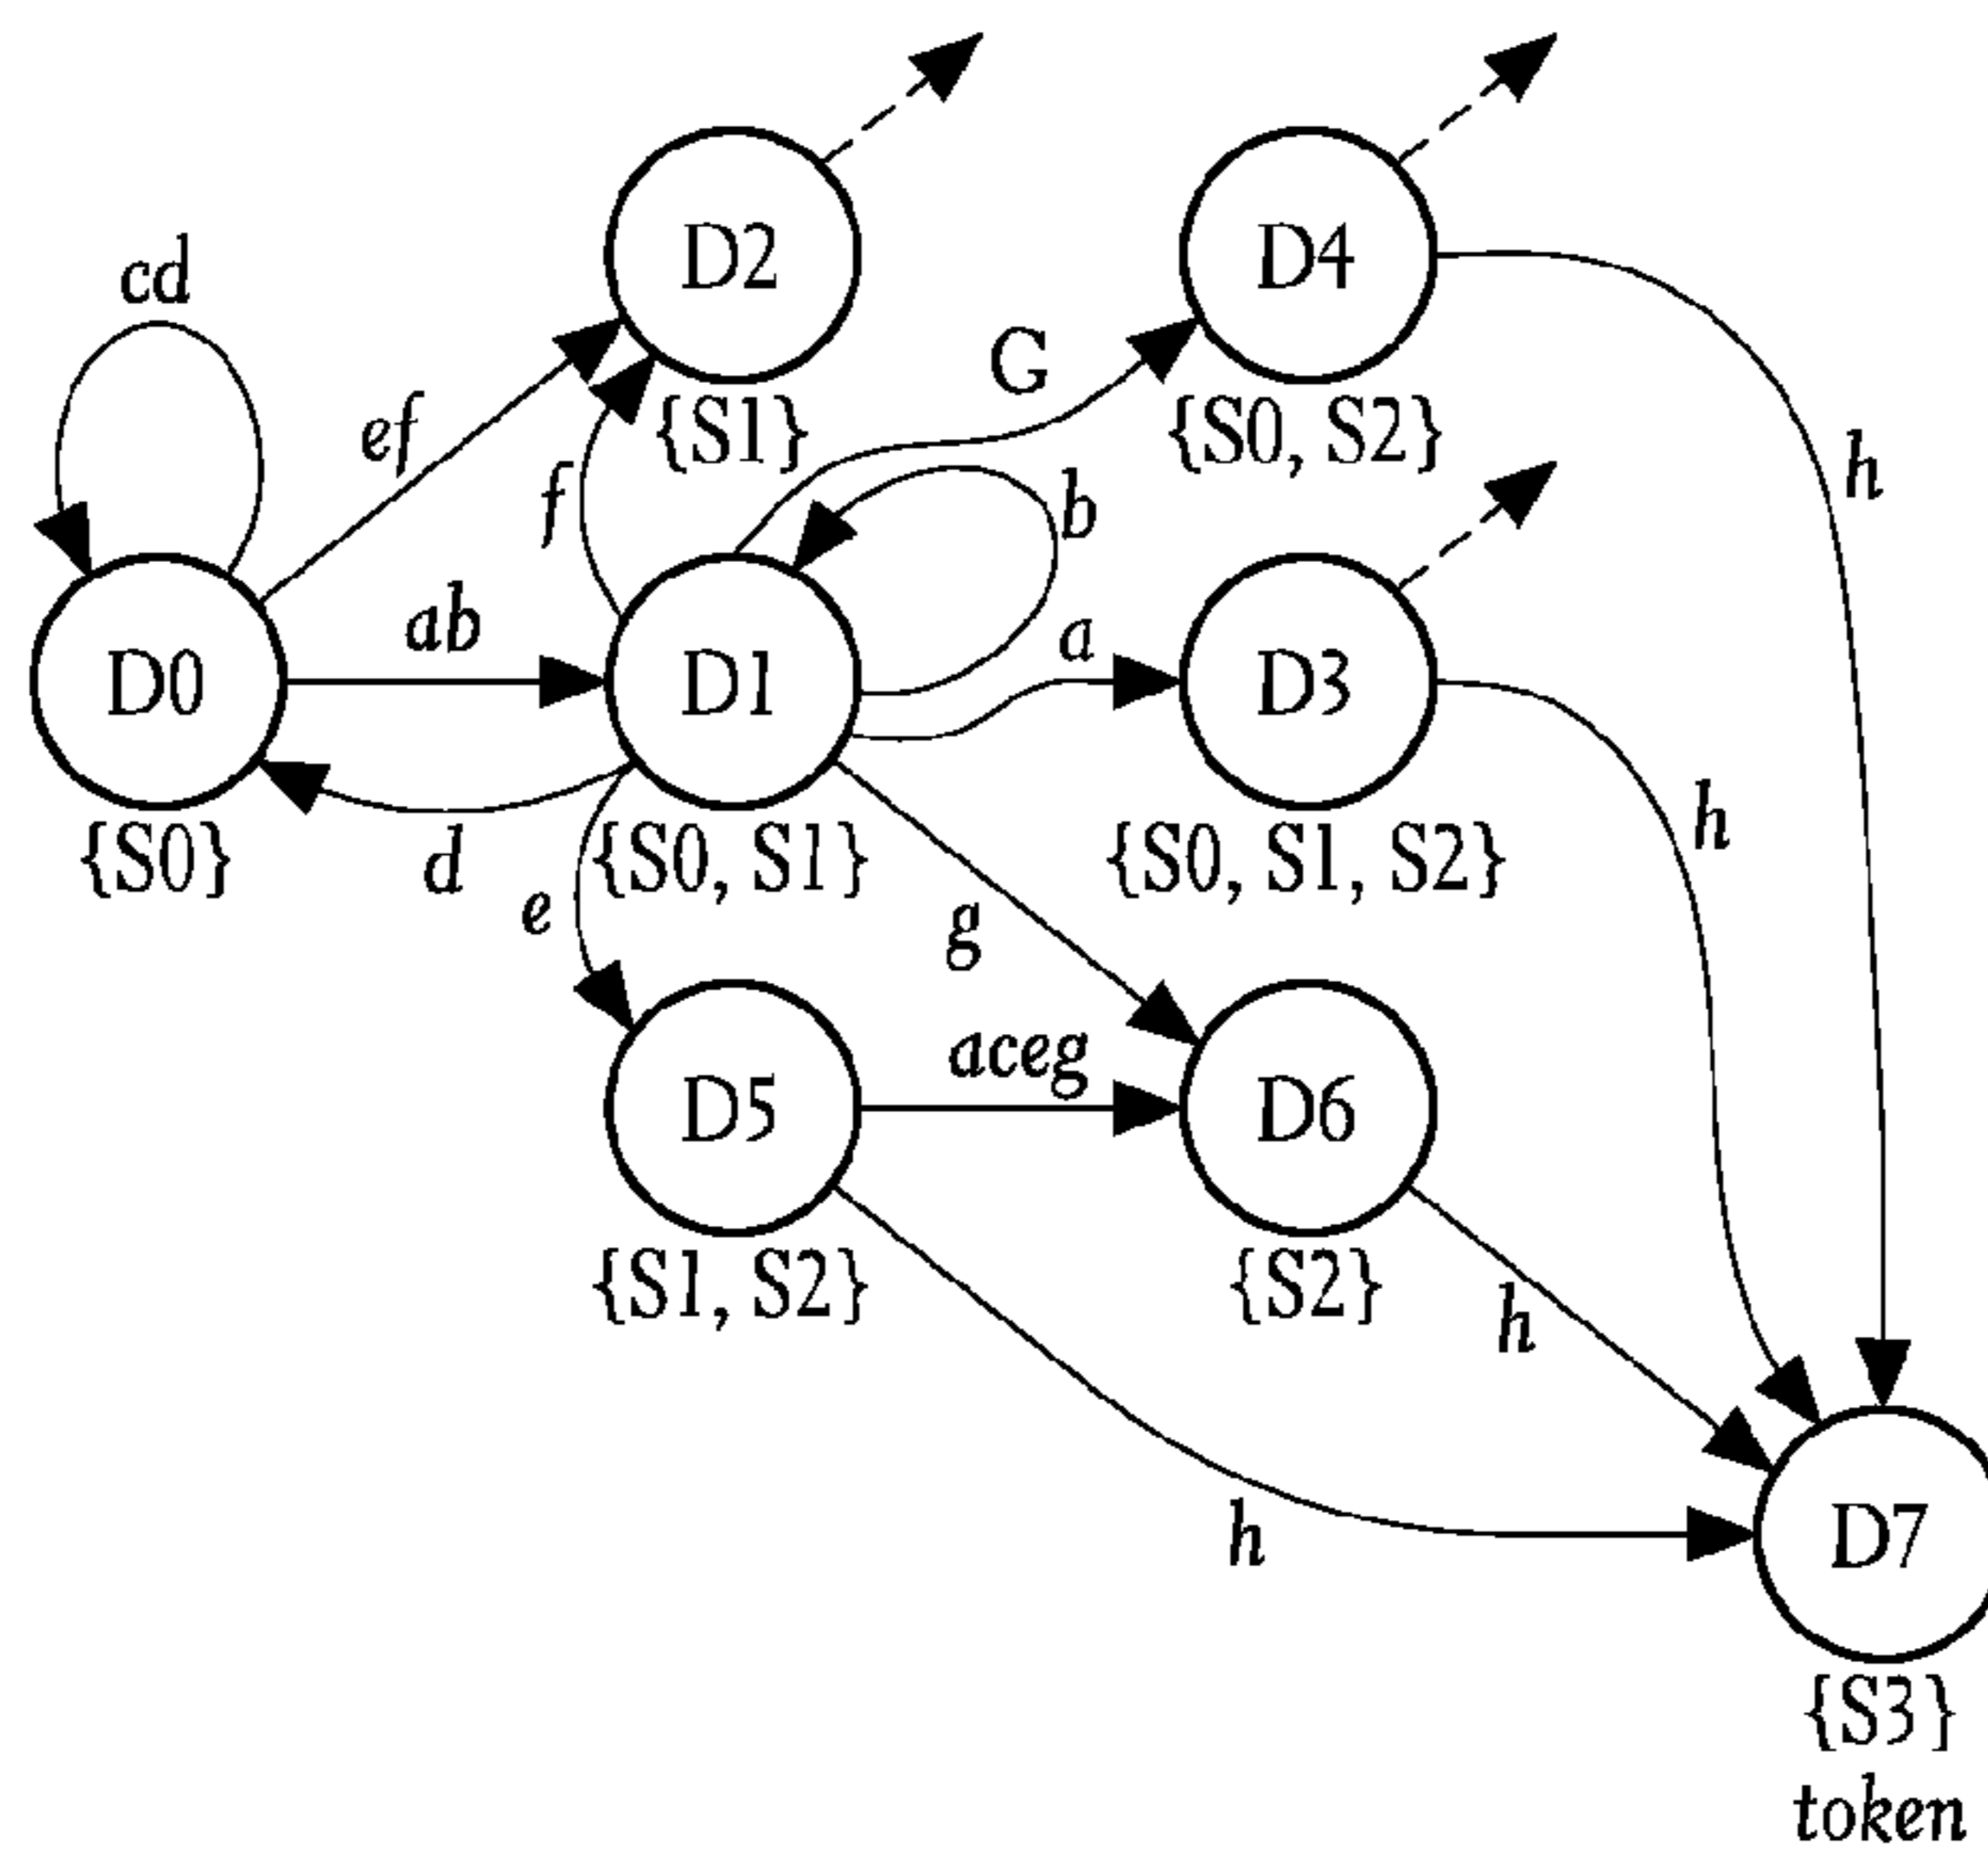 cd
D2
D4
ef
G
{S1}
{S0, S2}
h
f
b
ab
a
D0
D1
D3
h
{S0}
d
{S0, S1}
{S0, S1, S2}
e
g
aceg
D5
D6
{S1, S2}
{S2}
h
h
D7
{S3}
token